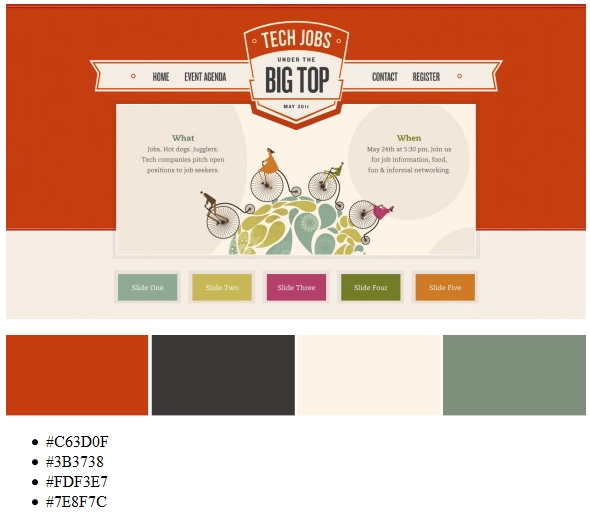 TECH JOBS
UNDER THE
HOME EVENT AGENDA BIG TOP CONTACT REGISTER
MAY 2011
What
Jobs. Hot dogs. Jugglers.
Tech companies pitch open
positions to job seekers.
When
May 24th at 5:30 pm. Join us
for job information, food,
fun & informal networking.
Slide One
Slide Two
Slide Three
Slide Four
Slide Five
#C63D0F
#3B3738
#FDF3E7
#7E8F7C